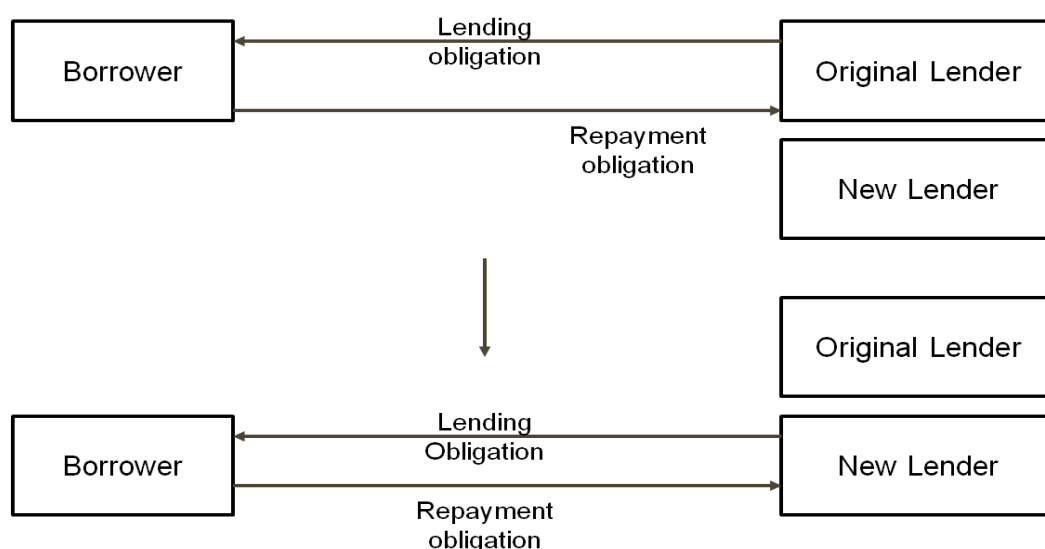 Lending
obligation
Borrower
Original Lender
Repayment
obligation
New Lender
Original Lender
Lending
Obligation
Borrower
New Lender
Repayment
obligation